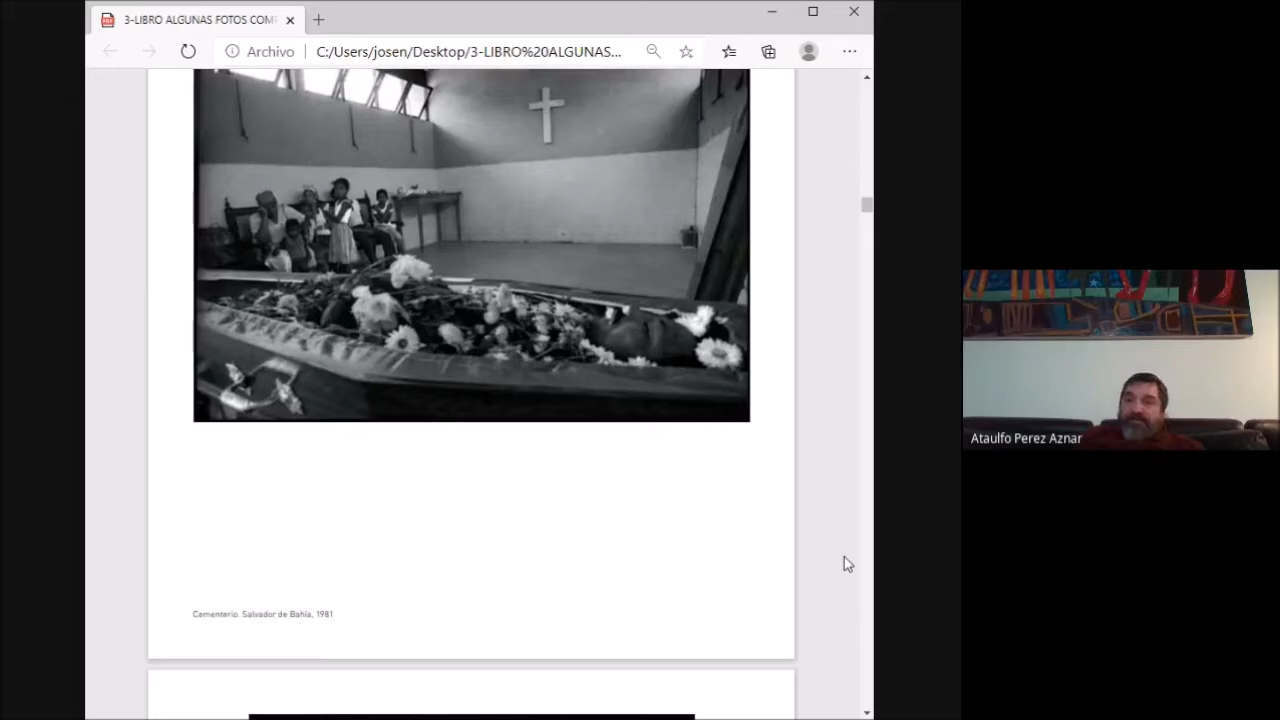 3-LIBRO ALGUNAS FOTOS COM
Archivo
C:/Users/josen/Desktop/3-LIBRO%20ALGUNAS...
Cementerio. Salvador de Bahía, 1981
Ataulfo Perez Aznar